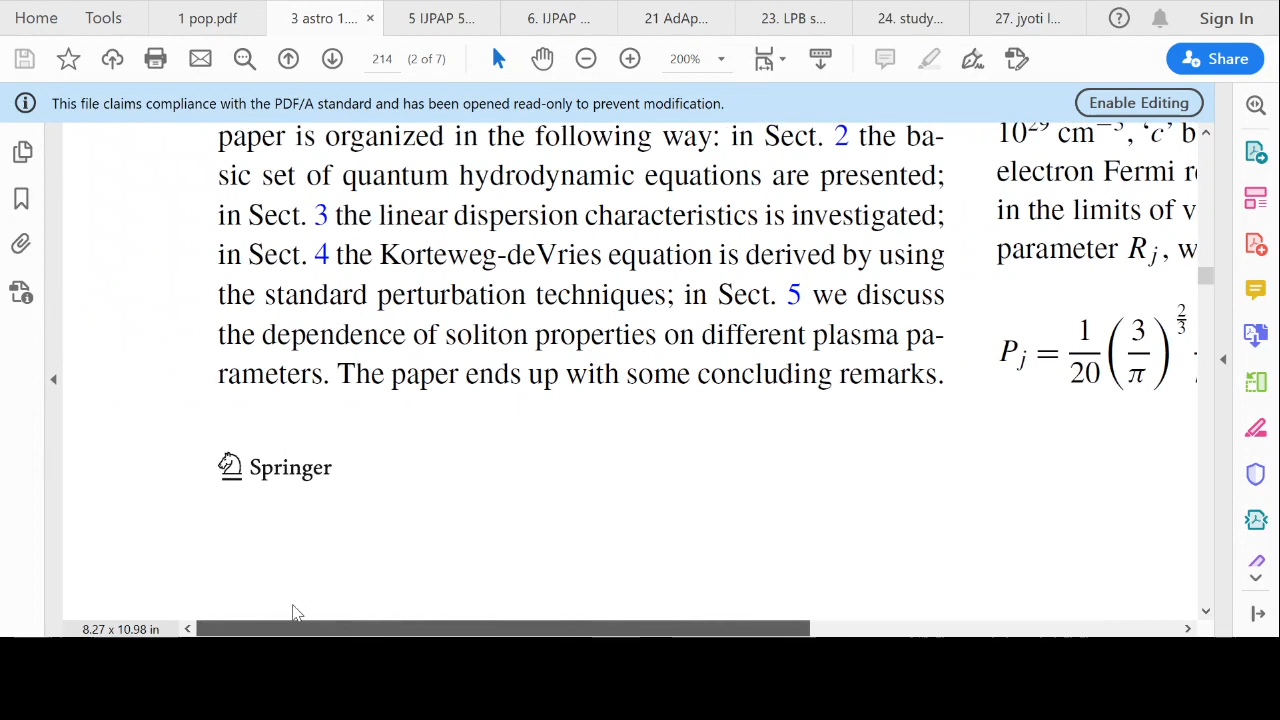 Home Tools 1 pop.pdf 3 astro 1.... × 5 IJPAP 5... 6. IJPAP ... 21 AdAp... 23. LPB s... 24. study... 27. jyoti l... Sign In
214 (2 of 7) 200% Share
This file claims compliance with the PDF/A standard and has been opened read-only to prevent modification. Enable Editing
paper is organized in the following way: in Sect. 2 the ba-
sic set of quantum hydrodynamic equations are presented;
in Sect. 3 the linear dispersion characteristics is investigated;
in Sect. 4 the Korteweg-deVries equation is derived by using
the standard perturbation techniques; in Sect. 5 we discuss
the dependence of soliton properties on different plasma pa-
rameters. The paper ends up with some concluding remarks.
Springer
10²⁹ cm⁻³, ‘c’ b
electron Fermi r
in the limits of v
parameter R_j, w
P_j = 1/20 (3/π)^(2/3)
8.27 x 10.98 in